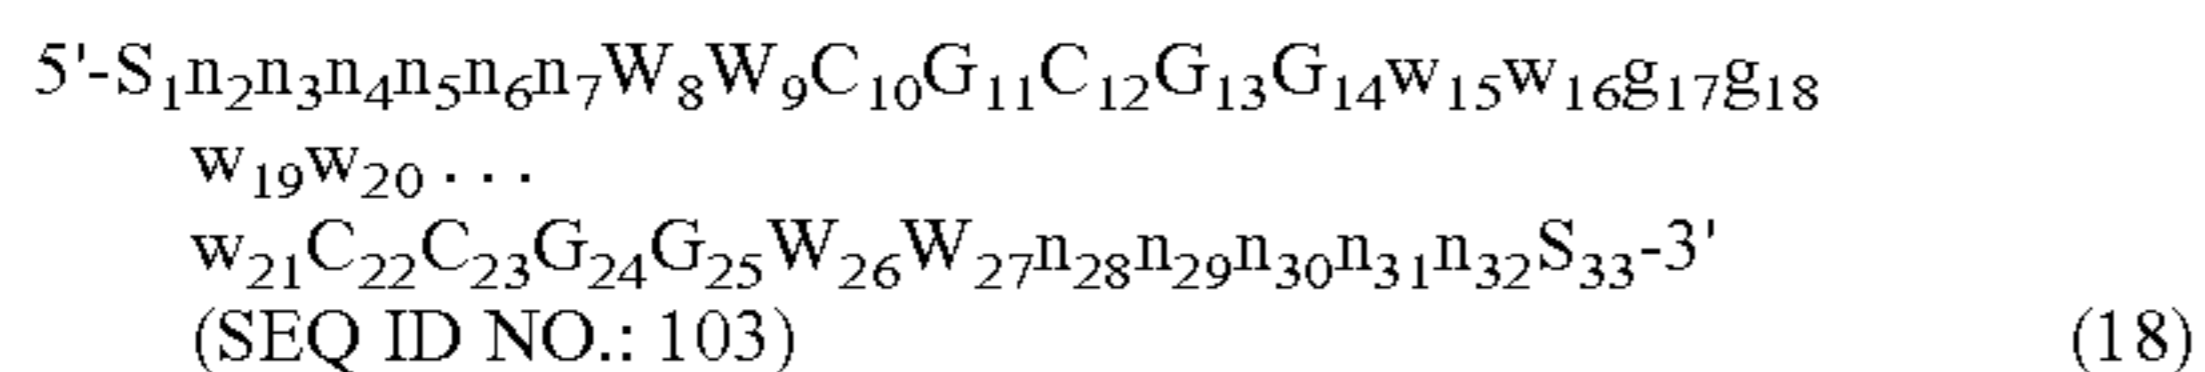 5'-S₁n₂n₃n₄n₅n₆n₇W₈W₉C₁₀G₁₁C₁₂G₁₃G₁₄w₁₅w₁₆g₁₇g₁₈
w₁₉w₂₀ . . .
w₂₁C₂₂C₂₃G₂₄G₂₅W₂₆W₂₇n₂₈n₂₉n₃₀n₃₁n₃₂S₃₃-3'
(SEQ ID NO.: 103) (18)